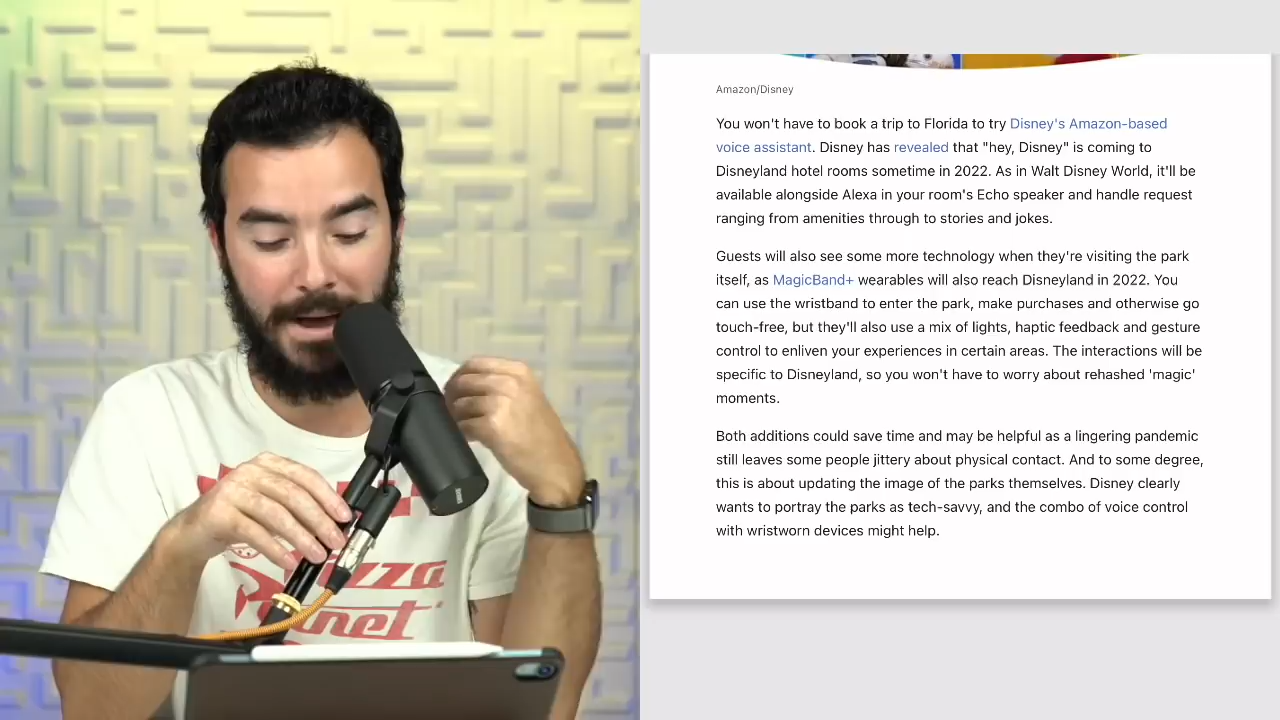 Amazon/Disney
You won't have to book a trip to Florida to try Disney's Amazon-based
voice assistant. Disney has revealed that "hey, Disney" is coming to
Disneyland hotel rooms sometime in 2022. As in Walt Disney World, it'll be
available alongside Alexa in your room's Echo speaker and handle request
ranging from amenities through to stories and jokes.
Guests will also see some more technology when they're visiting the park
itself, as MagicBand+ wearables will also reach Disneyland in 2022. You
can use the wristband to enter the park, make purchases and otherwise go
touch-free, but they'll also use a mix of lights, haptic feedback and gesture
control to enliven your experiences in certain areas. The interactions will be
specific to Disneyland, so you won't have to worry about rehashed 'magic'
moments.
Both additions could save time and may be helpful as a lingering pandemic
still leaves some people jittery about physical contact. And to some degree,
this is about updating the image of the parks themselves. Disney clearly
wants to portray the parks as tech-savvy, and the combo of voice control
with wristworn devices might help.